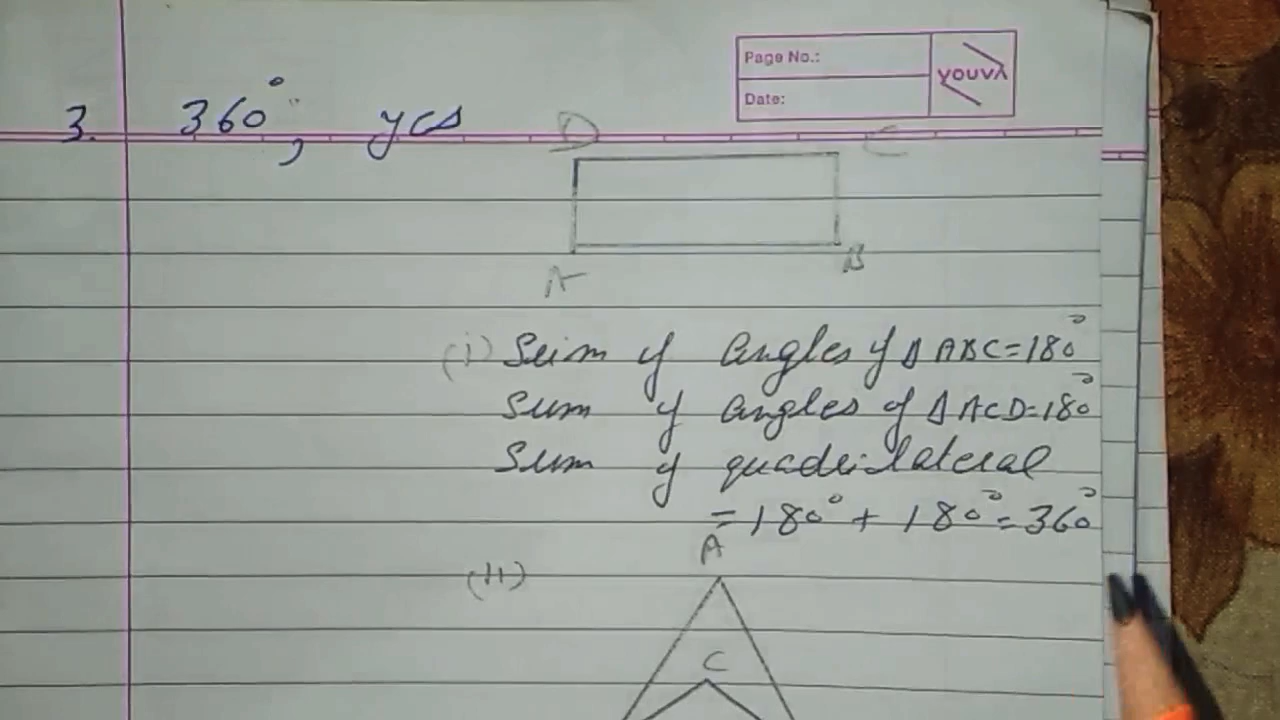 Page No.:
youva
Date:
3. 360°, yes
D C
A B
(i) Sum of angles of Δ ABC=180°
Sum of angles of Δ ACD=180°
Sum of quadrilateral
=180° + 180° = 360°
A
(ii)
C